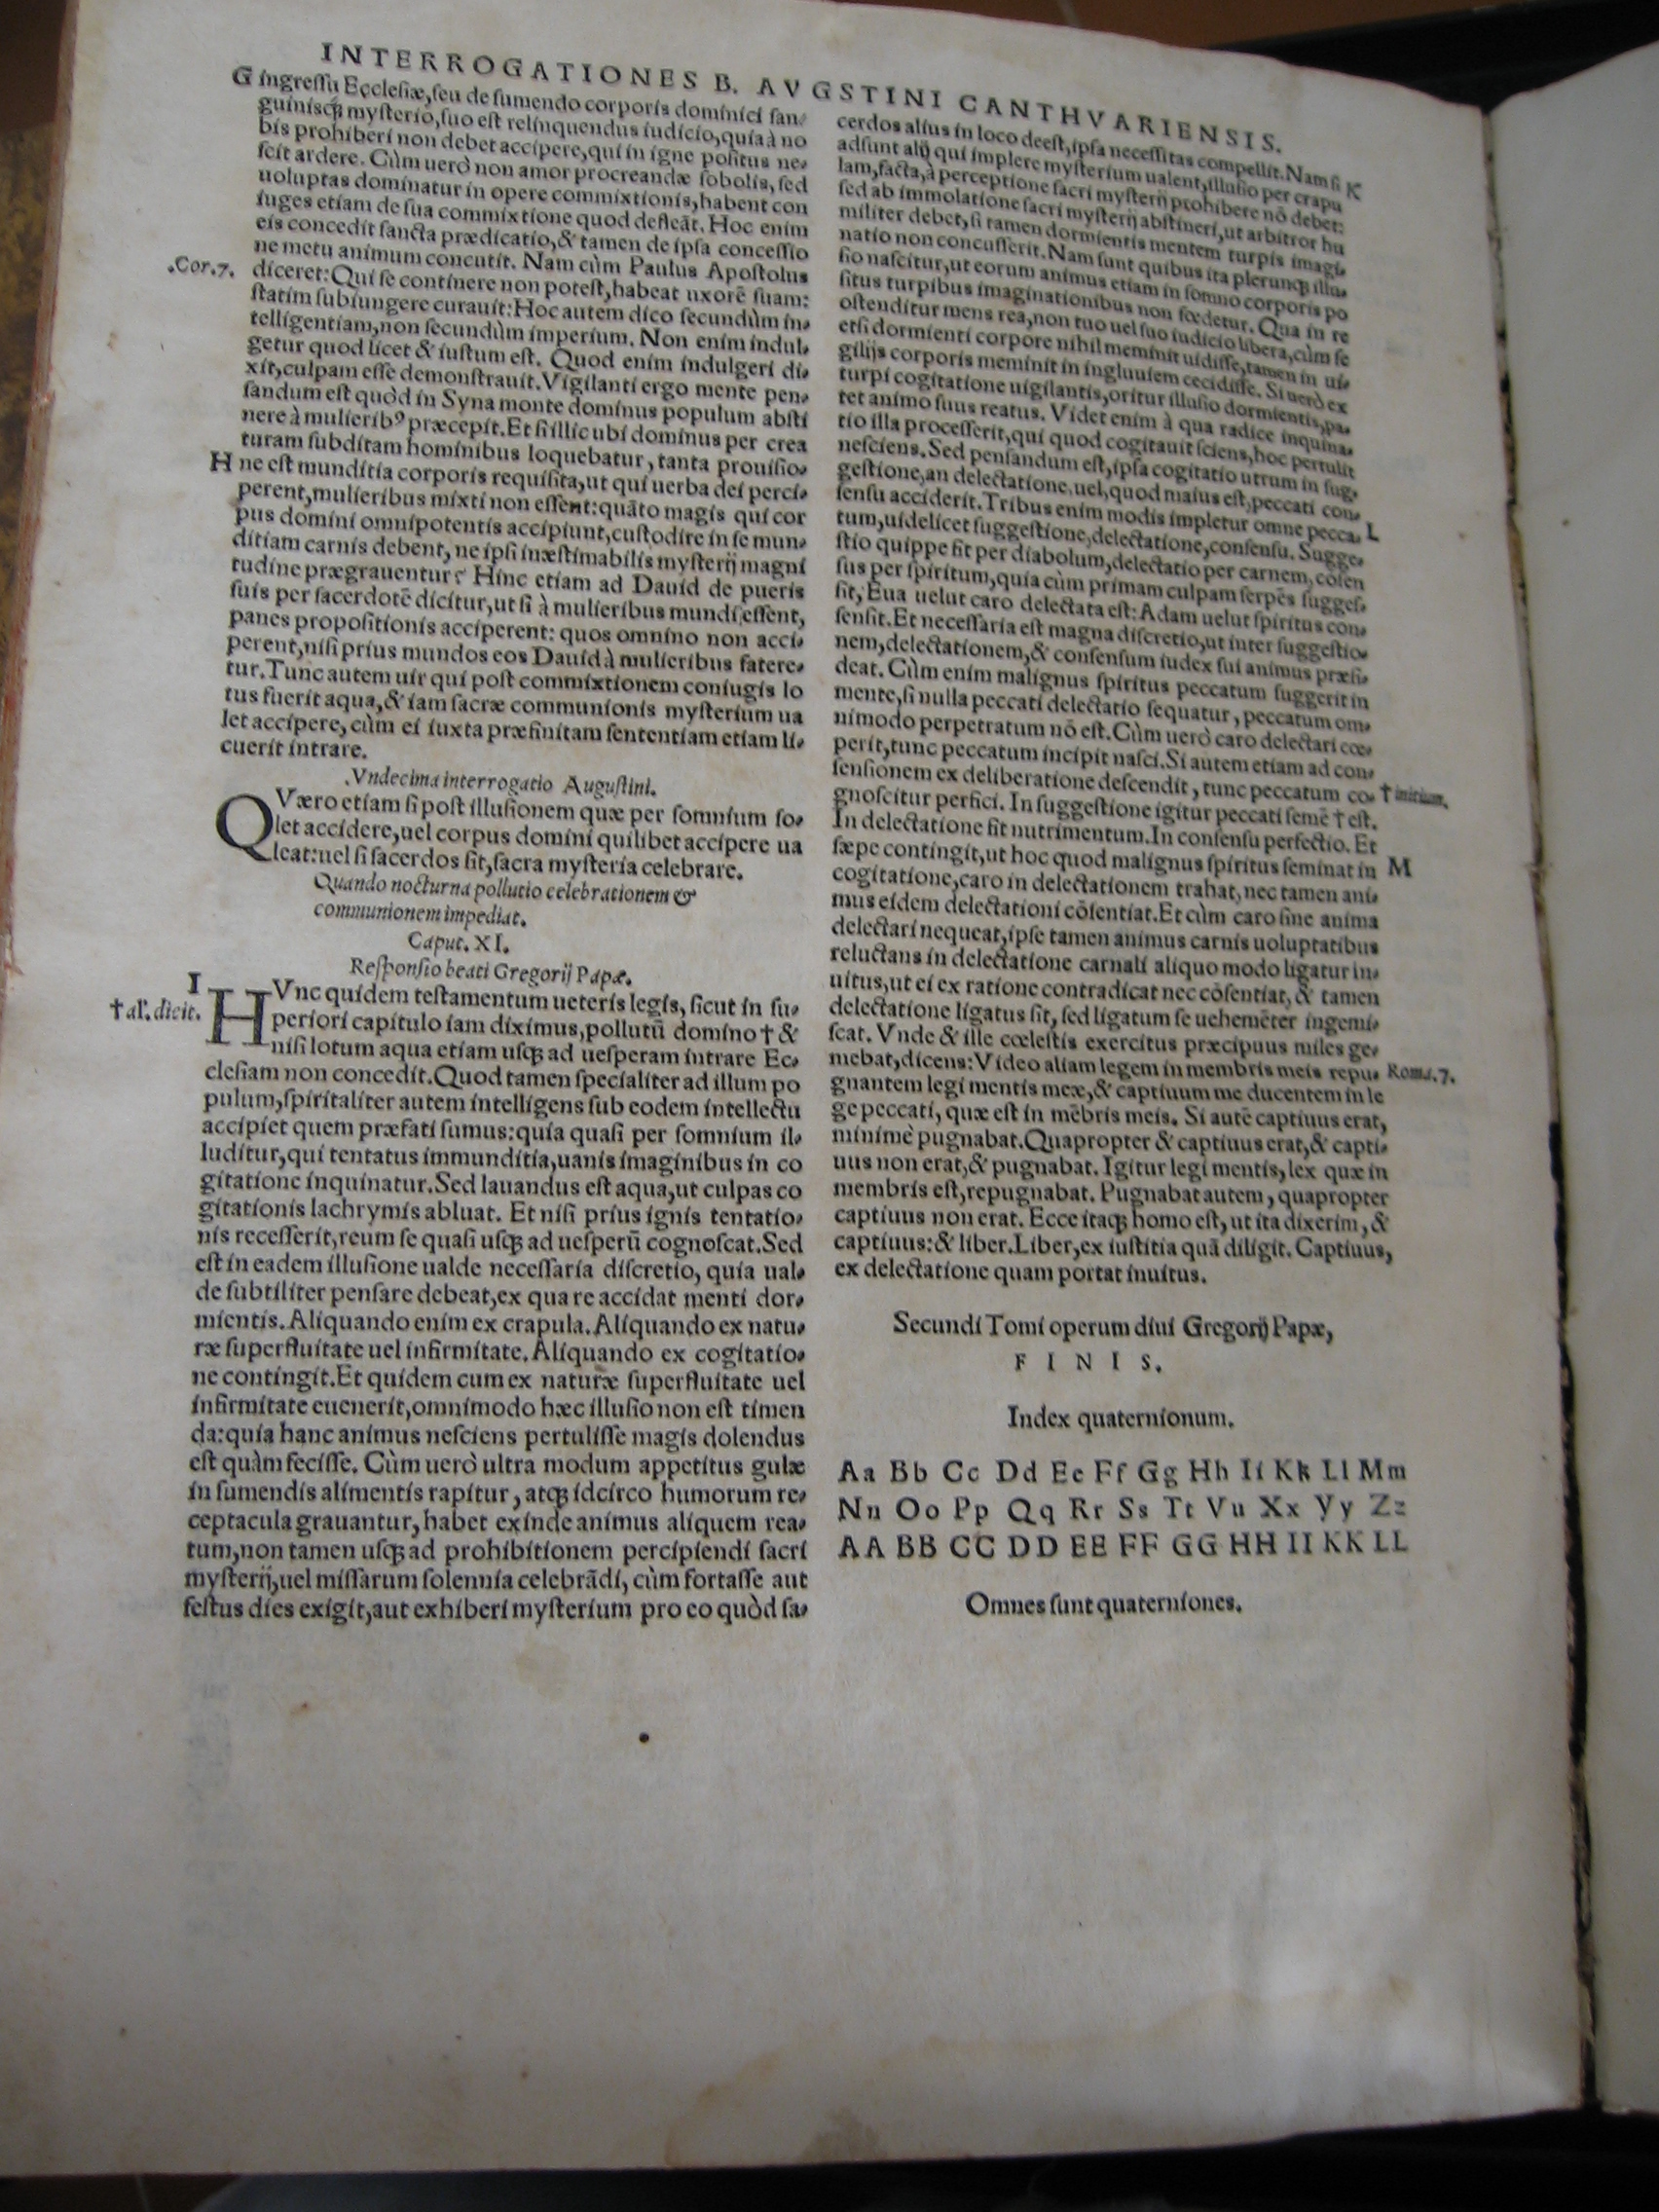 INTERROGATIONES B. AVGSTINI CANTHVARIENSIS.
G ingreſſu Eccleſiæ, ſeu de ſumendo corporis dominici ſan-
guinisq́ꝫ myſterio, ſuo eſt relinquendus iudicio, quia à no
bis prohiberi non debet accipere, qui in igne poſitus ne-
ſcit ardere. Cùm uerò non amor procreandæ ſobolis, ſed
uoluptas dominatur in opere commixtionis, habent con
iuges etiam de ſua commixtione quod defleāt. Hoc enim
eis concedit ſancta prædicatio, & tamen de ipſa conceſſio
ne metu animum concutit. Nam cùm Paulus Apoſtolus
.Cor.7. diceret: Qui ſe continere non poteſt, habeat uxorē ſuam:
ſtatim ſubiungere curauit: Hoc autem dico ſecundùm in-
telligentiam, non ſecundùm imperium. Non enim indul-
getur quod licet & iuſtum eſt. Quod enim indulgeri di-
xit, culpam eſſe demonſtrauit. Vigilanti ergo mente pen-
ſandum eſt quòd in Syna monte dominus populum abſti
nere à mulierib⁹ præcepit. Et ſi illic ubi dominus per crea
turam ſubditam hominibus loquebatur, tanta prouiſio-
H ne eſt munditia corporis requiſita, ut qui uerba dei perci-
perent, mulieribus mixti non eſſent: quāto magis qui cor
pus domini omnipotentis accipiunt, cuſtodire in ſe mun-
ditiam carnis debent, ne ipſi inæſtimabilis myſterij magni
tudine prægrauentur? Hinc etiam ad Dauid de pueris
ſuis per ſacerdotē dicitur, ut ſi à mulieribus mundi eſſent,
panes propoſitionis acciperent: quos omnino non acci-
perent, niſi prius mundos eos Dauid à mulieribus fatere-
tur. Tunc autem uir qui poſt commixtionem coniugis lo
tus fuerit aqua, & iam ſacræ communionis myſterium ua
let accipere, cùm ei iuxta præfinitam ſententiam etiam li-
cuerit intrare.
.Vndecima interrogatio Auguſtini.
QVæro etiam ſi poſt illuſionem quæ per ſomnium ſo-
let accidere, uel corpus domini quilibet accipere ua
leat: uel ſi ſacerdos ſit, ſacra myſteria celebrare.
Quando nocturna pollutio celebrationem &
communionem impediat.
Caput. XI.
Reſponſio beati Gregorij Papæ.
I
HVnc quidem teſtamentum ueteris legis, ſicut in ſu-
† al'. dicit. periori capitulo iam diximus, pollutū domino † &
niſi lotum aqua etiam uſqꝫ ad ueſperam intrare Ec-
cleſiam non concedit. Quod tamen ſpecialiter ad illum po
pulum, ſpiritaliter autem intelligens ſub eodem intellectu
accipiet quem præfati ſumus: quia quaſi per ſomnium il-
luditur, qui tentatus immunditia, uanis imaginibus in co
gitatione inquinatur. Sed lauandus eſt aqua, ut culpas co
gitationis lachrymis abluat. Et niſi prius ignis tentatio-
nis receſſerit, reum ſe quaſi uſqꝫ ad ueſperū cognoſcat. Sed
eſt in eadem illuſione ualde neceſſaria diſcretio, quia ual-
de ſubtiliter penſare debeat, ex qua re accidat menti dor-
mientis. Aliquando enim ex crapula. Aliquando ex natu-
ræ ſuperfluitate uel infirmitate. Aliquando ex cogitatio-
ne contingit. Et quidem cum ex naturæ ſuperfluitate uel
infirmitate euenerit, omnimodo hæc illuſio non eſt timen
da: quia hanc animus neſciens pertuliſſe magis dolendus
eſt quàm feciſſe. Cùm uerò ultra modum appetitus gulæ
in ſumendis alimentis rapitur, atqꝫ idcirco humorum re-
ceptacula grauantur, habet exinde animus aliquem rea-
tum, non tamen uſqꝫ ad prohibitionem percipiendi ſacri
myſterij, uel miſſarum ſolennia celebrādi, cùm fortaſſe aut
feſtus dies exigit, aut exhiberi myſterium pro eo quòd ſa-
cerdos alius in loco deeſt, ipſa neceſſitas compellit. Nam ſi K
adſunt alij qui implere myſterium ualent, illuſio per crapu
lam, facta, à perceptione ſacri myſterij prohibere nō debet:
ſed ab immolatione ſacri myſterij abſtineri, ut arbitror hu
militer debet, ſi tamen dormientis mentem turpis imagi-
natio non concuſſerit. Nam ſunt quibus ita plerunqꝫ illu-
ſio naſcitur, ut eorum animus etiam in ſomno corporis po
ſitus turpibus imaginationibus non fœdetur. Qua in re
oſtenditur mens rea, non tuo uel ſuo iudicio libera, cùm ſe
etſi dormienti corpore nihil meminit uidiſſe, tamen in ui-
gilijs corporis meminit in ingluuiem cecidiſſe. Si uerò ex
turpi cogitatione uigilantis, oritur illuſio dormientis, pa-
tet animo ſuus reatus. Videt enim à qua radice inquina-
tio illa proceſſerit, qui quod cogitauit ſciens, hoc pertulit
neſciens. Sed penſandum eſt, ipſa cogitatio utrum in ſug-
geſtione, an delectatione, uel, quod maius eſt, peccati con-
ſenſu acciderit. Tribus enim modis impletur omne pecca- L
tum, uidelicet ſuggeſtione, delectatione, conſenſu. Sugge-
ſtio quippe fit per diabolum, delectatio per carnem, cōſen
ſus per ſpiritum, quia cùm primam culpam ſerpēs ſuggeſ-
ſit, Eua uelut caro delectata eſt: Adam uelut ſpiritus con-
ſenſit. Et neceſſaria eſt magna diſcretio, ut inter ſuggeſtio-
nem, delectationem, & conſenſum iudex ſui animus præſi-
deat. Cùm enim malignus ſpiritus peccatum ſuggerit in
mente, ſi nulla peccati delectatio ſequatur, peccatum om-
nimodo perpetratum nō eſt. Cùm uerò caro delectari cœ-
perit, tunc peccatum incipit naſci. Si autem etiam ad con-
ſenſionem ex deliberatione deſcendit, tunc peccatum co- † initium.
gnoſcitur perfici. In ſuggeſtione igitur peccati ſemē † eſt.
In delectatione fit nutrimentum. In conſenſu perfectio. Et
ſæpe contingit, ut hoc quod malignus ſpiritus ſeminat in M
cogitatione, caro in delectationem trahat, nec tamen ani-
mus eidem delectationi cōſentiat. Et cùm caro ſine anima
delectari nequeat, ipſe tamen animus carnis uoluptatibus
reluctans in delectatione carnali aliquo modo ligatur in-
uitus, ut ei ex ratione contradicat nec cōſentiat, & tamen
delectatione ligatus ſit, ſed ligatum ſe uehemēter ingemi-
ſcat. Vnde & ille cœleſtis exercitus præcipuus miles ge-
mebat, dicens: Video aliam legem in membris meis repu- Roma.7.
gnantem legi mentis meæ, & captiuum me ducentem in le
ge peccati, quæ eſt in mēbris meis. Si autē captiuus erat,
minimè pugnabat. Quapropter & captiuus erat, & capti-
uus non erat, & pugnabat. Igitur legi mentis, lex quæ in
membris eſt, repugnabat. Pugnabat autem, quapropter
captiuus non erat. Ecce itaqꝫ homo eſt, ut ita dixerim, &
captiuus: & liber. Liber, ex iuſtitia quā diligit. Captiuus,
ex delectatione quam portat inuitus.
Secundi Tomi operum diui Gregorij Papæ,
F I N I S.
Index quaternionum.
Aa Bb Cc Dd Ee Ff Gg Hh Ii Kk Ll Mm
Nn Oo Pp Qq Rr Ss Tt Vu Xx Yy Zz
AA BB CC DD EE FF GG HH II KK LL
Omnes ſunt quaterniones.